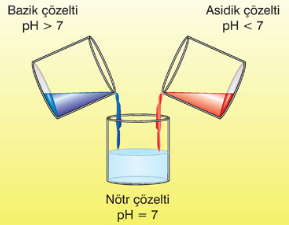 Bazik çözelti
pH > 7
Asidik çözelti
pH < 7
Nötr çözelti
pH = 7